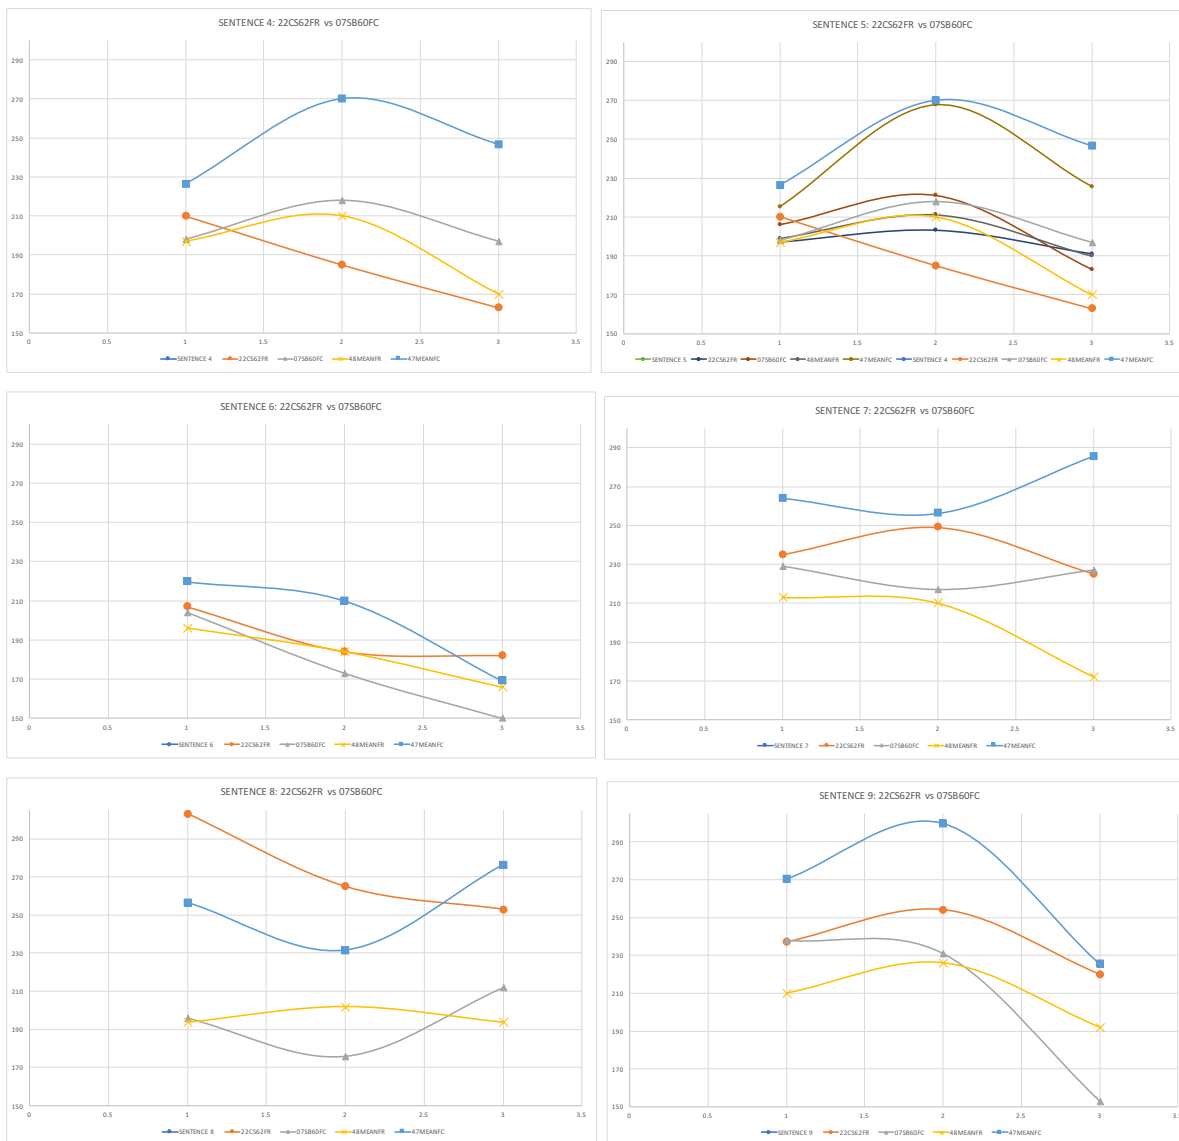 SENTENCE 4: 22CS62FR vs 07SB60FC
290
270
250
230
210
190
170
150
0 0.5 1 1.5 2 2.5 3 3.5
SENTENCE 4 22CS62FR 07SB60FC 48MEANFR 47MEANFC
SENTENCE 5: 22CS62FR vs 07SB60FC
290
270
250
230
210
190
170
150
0 0.5 1 1.5 2 2.5 3 3.5
SENTENCE 5 22CS62FR 07SB60FC 48MEANFR 47MEANFC SENTENCE 4 22CS62FR 07SB60FC 48MEANFR 47MEANFC
SENTENCE 6: 22CS62FR vs 07SB60FC
290
270
250
230
210
190
170
150
0 0.5 1 1.5 2 2.5 3 3.5
SENTENCE 6 22CS62FR 07SB60FC 48MEANFR 47MEANFC
SENTENCE 7: 22CS62FR vs 07SB60FC
290
270
250
230
210
190
170
150
0 0.5 1 1.5 2 2.5 3 3.5
SENTENCE 7 22CS62FR 07SB60FC 48MEANFR 47MEANFC
SENTENCE 8: 22CS62FR vs 07SB60FC
290
270
250
230
210
190
170
150
0 0.5 1 1.5 2 2.5 3 3.5
SENTENCE 8 22CS62FR 07SB60FC 48MEANFR 47MEANFC
SENTENCE 9: 22CS62FR vs 07SB60FC
290
270
250
230
210
190
170
150
0 0.5 1 1.5 2 2.5 3 3.5
SENTENCE 9 22CS62FR 07SB60FC 48MEANFR 47MEANFC